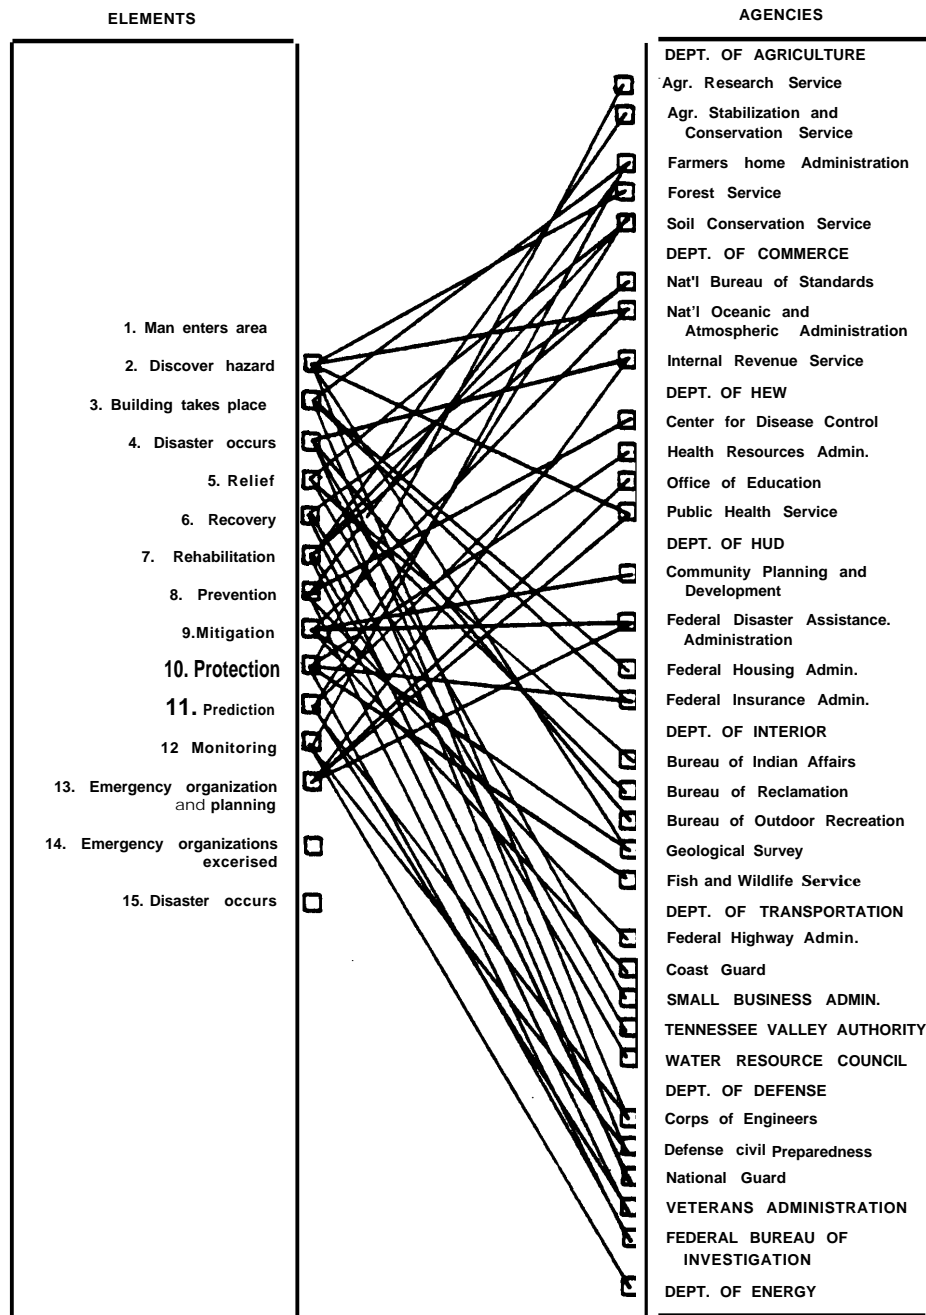 ELEMENTS
1. Man enters area
2. Discover hazard
3. Building takes place
4. Disaster occurs
5. Relief
6. Recovery
7. Rehabilitation
8. Prevention
9.Mitigation
10. Protection
11. Prediction
12 Monitoring
13. Emergency organization
and planning
14. Emergency organizations
excerised
15. Disaster occurs
AGENCIES
DEPT. OF AGRICULTURE
Agr. Research Service
Agr. Stabilization and
Conservation Service
Farmers home Administration
Forest Service
Soil Conservation Service
DEPT. OF COMMERCE
Nat'l Bureau of Standards
Nat'l Oceanic and
Atmospheric Administration
Internal Revenue Service
DEPT. OF HEW
Center for Disease Control
Health Resources Admin.
Office of Education
Public Health Service
DEPT. OF HUD
Community Planning and
Development
Federal Disaster Assistance.
Administration
Federal Housing Admin.
Federal Insurance Admin.
DEPT. OF INTERIOR
Bureau of Indian Affairs
Bureau of Reclamation
Bureau of Outdoor Recreation
Geological Survey
Fish and Wildlife Service
DEPT. OF TRANSPORTATION
Federal Highway Admin.
Coast Guard
SMALL BUSINESS ADMIN.
TENNESSEE VALLEY AUTHORITY
WATER RESOURCE COUNCIL
DEPT. OF DEFENSE
Corps of Engineers
Defense civil Preparedness
National Guard
VETERANS ADMINISTRATION
FEDERAL BUREAU OF
INVESTIGATION
DEPT. OF ENERGY